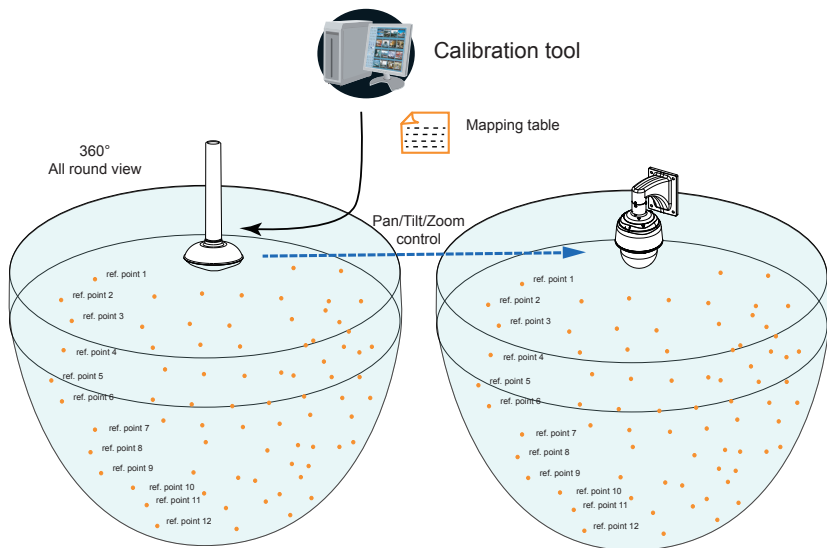 Calibration tool
Mapping table
360°
All round view
Pan/Tilt/Zoom
control
ref. point 1
ref. point 2
ref. point 3
ref. point 4
ref. point 5
ref. point 6
ref. point 7
ref. point 8
ref. point 9
ref. point 10
ref. point 11
ref. point 12
ref. point 1
ref. point 2
ref. point 3
ref. point 4
ref. point 5
ref. point 6
ref. point 7
ref. point 8
ref. point 9
ref. point 10
ref. point 11
ref. point 12